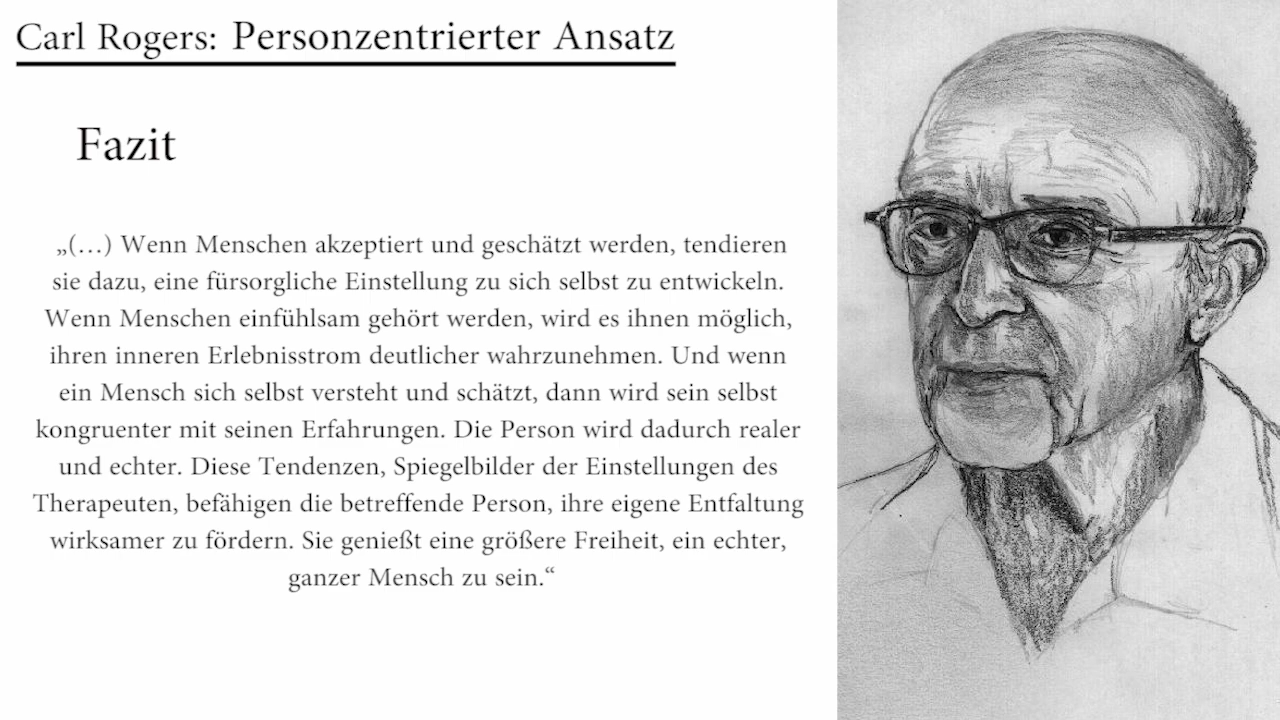 Carl Rogers: Personzentrierter Ansatz
Fazit
„(…) Wenn Menschen akzeptiert und geschätzt werden, tendieren
sie dazu, eine fürsorgliche Einstellung zu sich selbst zu entwickeln.
Wenn Menschen einfühlsam gehört werden, wird es ihnen möglich,
ihren inneren Erlebnisstrom deutlicher wahrzunehmen. Und wenn
ein Mensch sich selbst versteht und schätzt, dann wird sein selbst
kongruenter mit seinen Erfahrungen. Die Person wird dadurch realer
und echter. Diese Tendenzen, Spiegelbilder der Einstellungen des
Therapeuten, befähigen die betreffende Person, ihre eigene Entfaltung
wirksamer zu fördern. Sie genießt eine größere Freiheit, ein echter,
ganzer Mensch zu sein.“